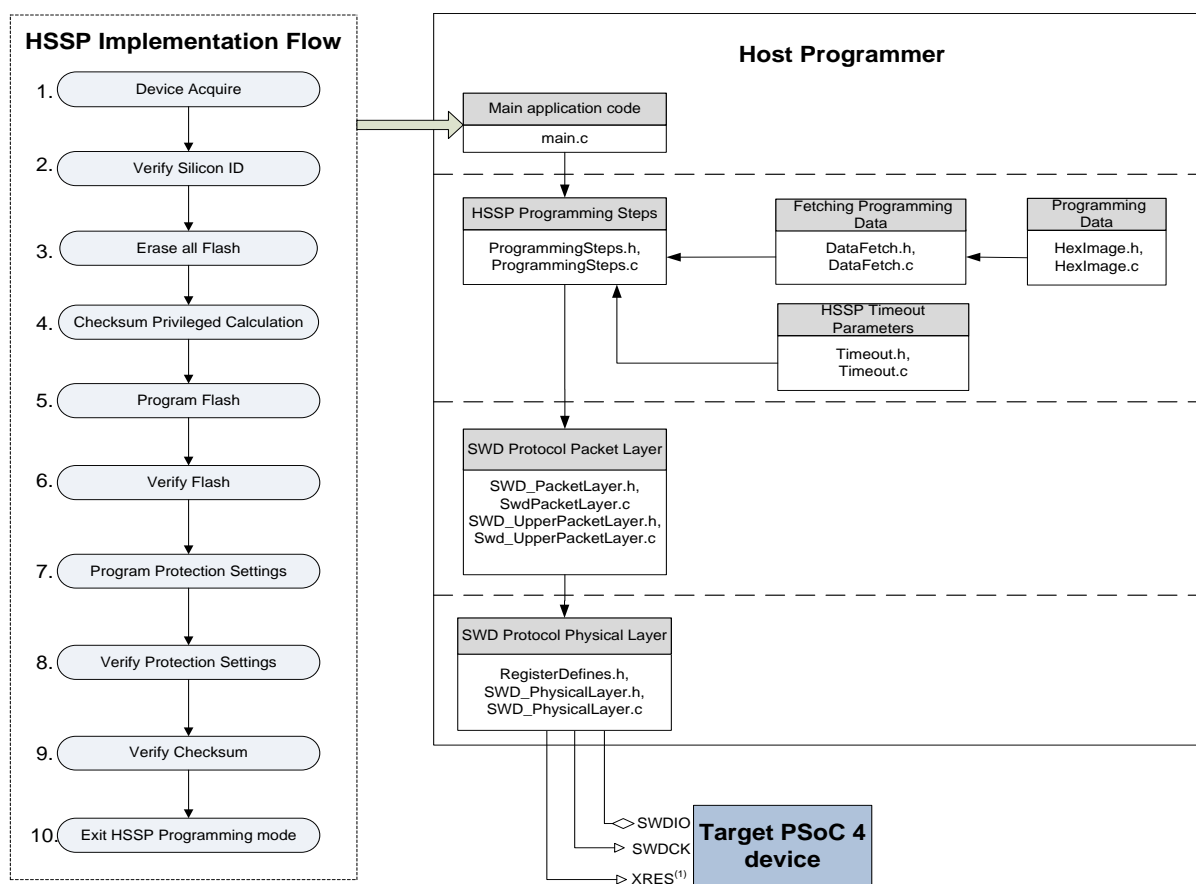 HSSP Implementation Flow
1. Device Acquire
2. Verify Silicon ID
3. Erase all Flash
4. Checksum Privileged Calculation
5. Program Flash
6. Verify Flash
7. Program Protection Settings
8. Verify Protection Settings
9. Verify Checksum
10. Exit HSSP Programming mode
Host Programmer
Main application code
main.c
HSSP Programming Steps
ProgrammingSteps.h,
ProgrammingSteps.c
Fetching Programming
Data
DataFetch.h,
DataFetch.c
Programming
Data
HexImage.h,
HexImage.c
HSSP Timeout
Parameters
Timeout.h,
Timeout.c
SWD Protocol Packet Layer
SWD_PacketLayer.h,
SwdPacketLayer.c
SWD_UpperPacketLayer.h,
Swd_UpperPacketLayer.c
SWD Protocol Physical Layer
RegisterDefines.h,
SWD_PhysicalLayer.h,
SWD_PhysicalLayer.c
SWDIO
SWDCK
XRES(1)
Target PSoC 4
device